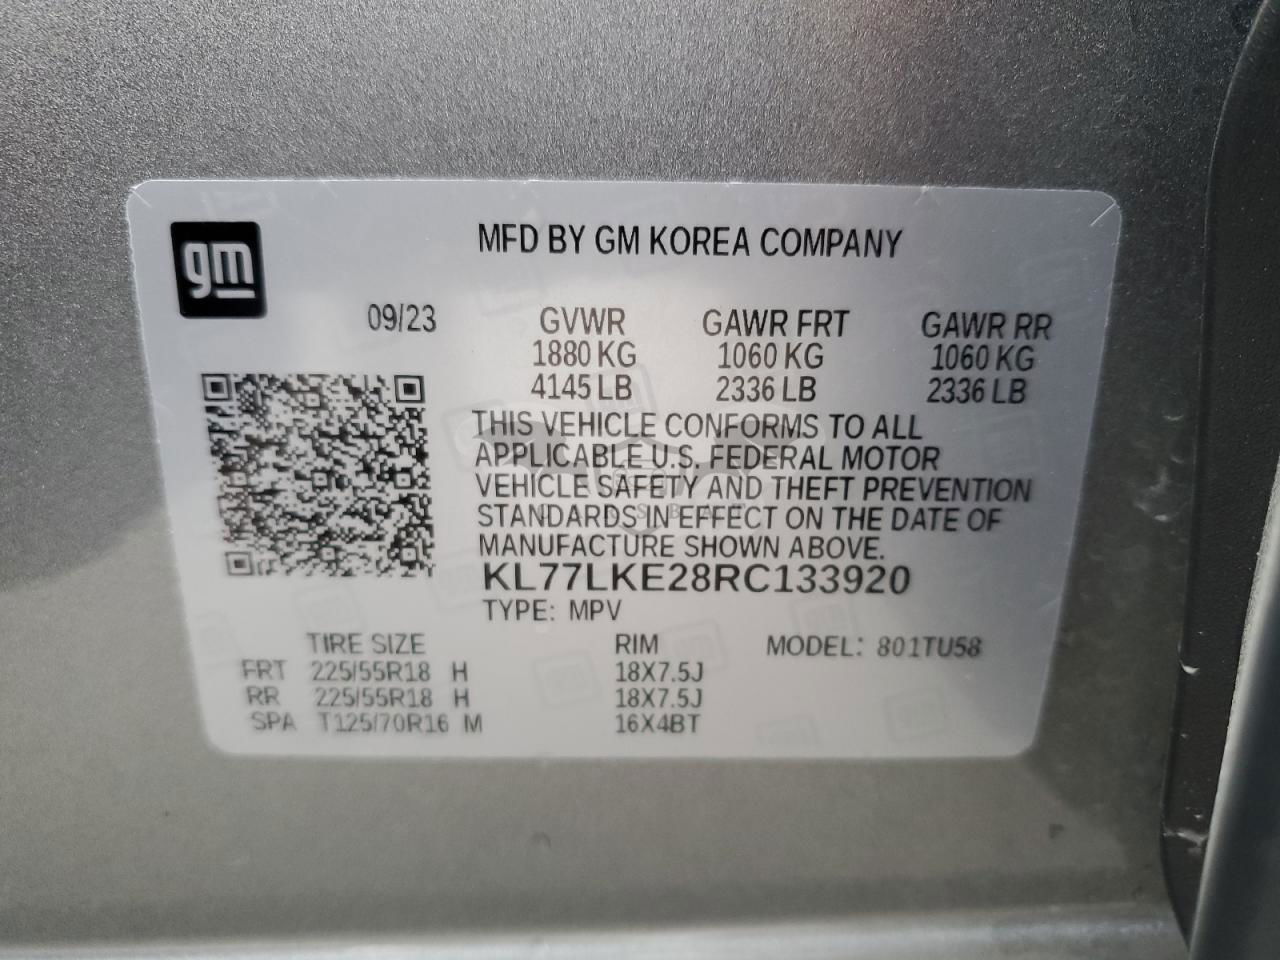 gm
MFD BY GM KOREA COMPANY
09/23 GVWR GAWR FRT GAWR RR
1880 KG 1060 KG 1060 KG
4145 LB 2336 LB 2336 LB
THIS VEHICLE CONFORMS TO ALL
APPLICABLE U.S. FEDERAL MOTOR
VEHICLE SAFETY AND THEFT PREVENTION
STANDARDS IN EFFECT ON THE DATE OF
MANUFACTURE SHOWN ABOVE.
KL77LKE28RC133920
TYPE: MPV
TIRE SIZE RIM MODEL: 801TU58
FRT 225/55R18 H 18X7.5J
RR 225/55R18 H 18X7.5J
SPA T125/70R16 M 16X4BT